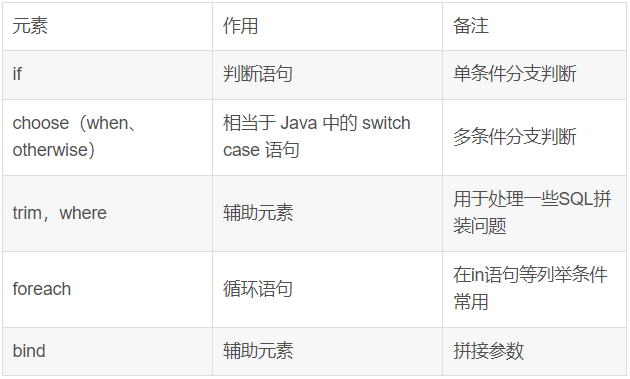 元素 作用 备注
if 判断语句 单条件分支判断
choose（when、
otherwise）
相当于 Java 中的 switch
case 语句
多条件分支判断
trim，where 辅助元素
用于处理一些SQL拼
装问题
foreach 循环语句
在in语句等列举条件
常用
bind 辅助元素 拼接参数